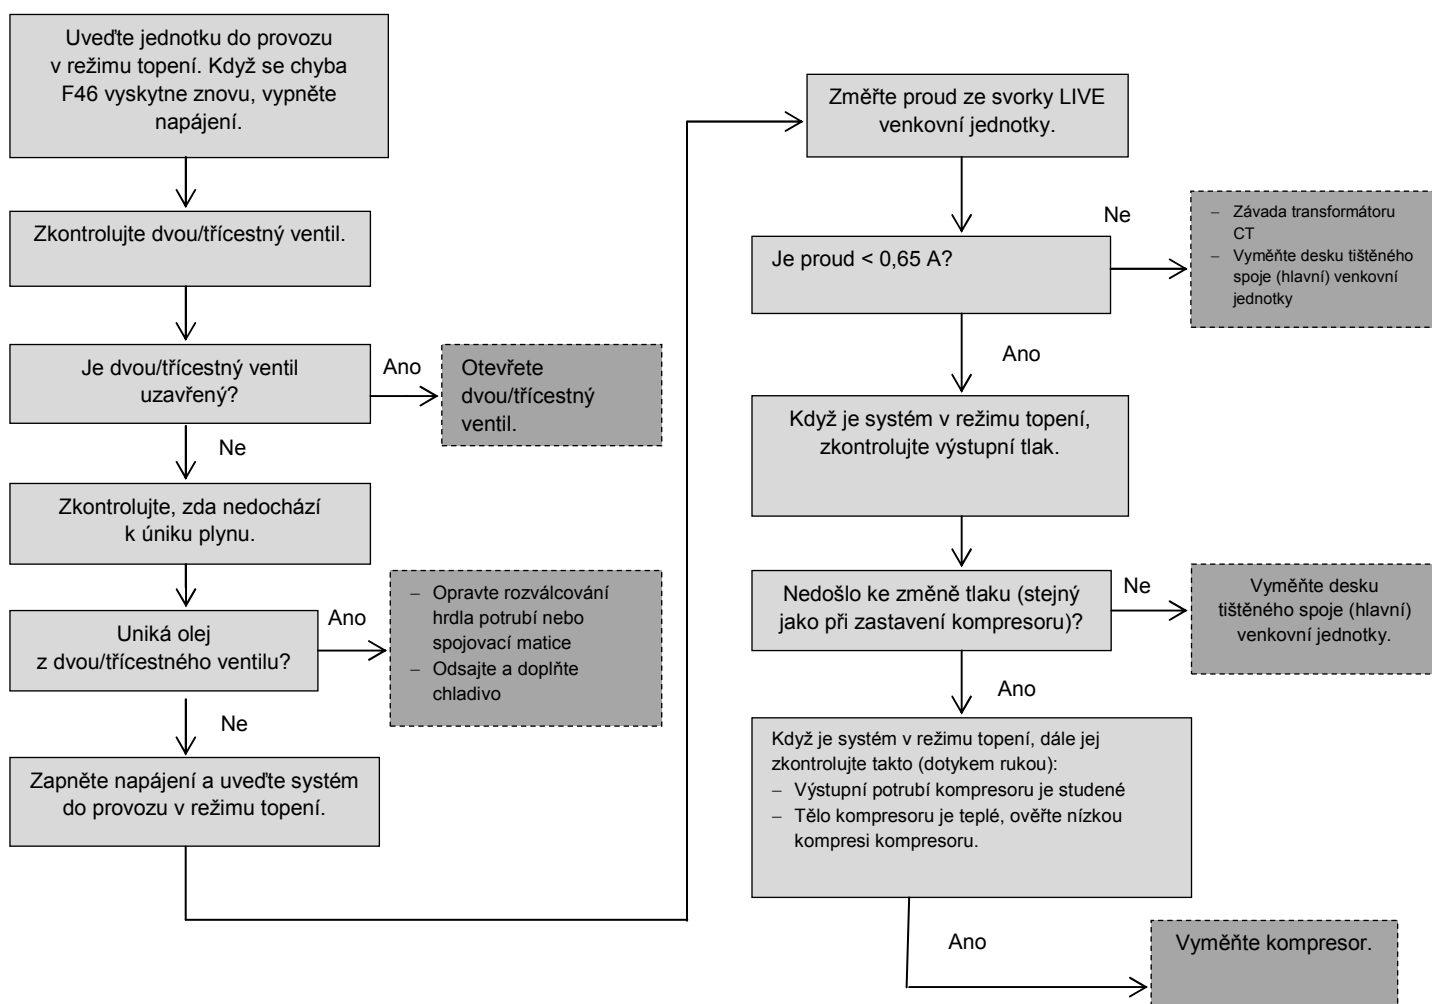 Uveďte jednotku do provozu
v režimu topení. Když se chyba
F46 vyskytne znovu, vypněte
napájení.
Zkontrolujte dvou/třícestný ventil.
Je dvou/třícestný ventil
uzavřený?
Ano
Otevřete
dvou/třícestný
ventil.
Ne
Zkontrolujte, zda nedochází
k úniku plynu.
Uniká olej
z dvou/třícestného ventilu?
Ano
– Opravte rozválcování
hrdla potrubí nebo
spojovací matice
– Odsajte a doplňte
chladivo
Ne
Zapněte napájení a uveďte systém
do provozu v režimu topení.
Změřte proud ze svorky LIVE
venkovní jednotky.
Je proud < 0,65 A?
Ne
– Závada transformátoru
CT
– Vyměňte desku tištěného
spoje (hlavní) venkovní
jednotky
Ano
Když je systém v režimu topení,
zkontrolujte výstupní tlak.
Nedošlo ke změně tlaku (stejný
jako při zastavení kompresoru)?
Ne
Vyměňte desku
tištěného spoje (hlavní)
venkovní jednotky.
Ano
Když je systém v režimu topení, dále jej
zkontrolujte takto (dotykem rukou):
– Výstupní potrubí kompresoru je studené
– Tělo kompresoru je teplé, ověřte nízkou
kompresi kompresoru.
Ano
Vyměňte kompresor.